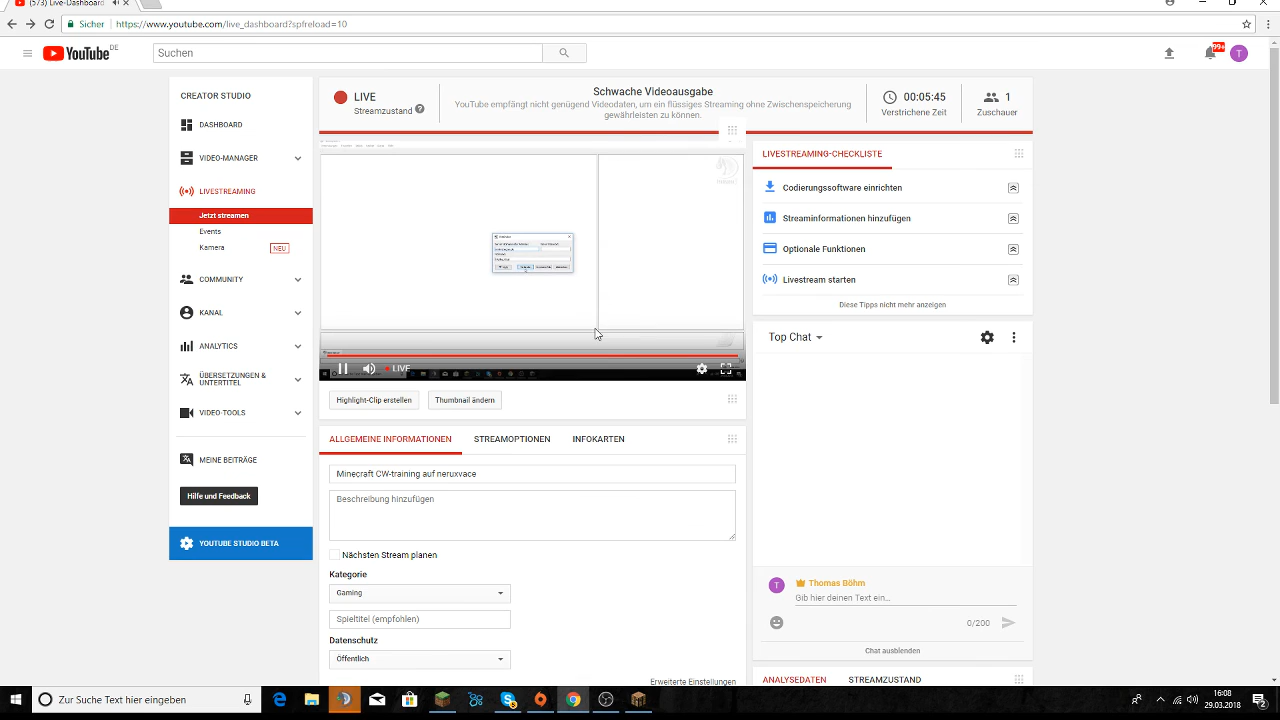 (573) Live-Dashboard
Sicher https://www.youtube.com/live_dashboard?spfreload=10
YouTube DE
Suchen
99+
T
CREATOR STUDIO
DASHBOARD
VIDEO-MANAGER
LIVESTREAMING
Jetzt streamen
Events
Kamera NEU
COMMUNITY
KANAL
ANALYTICS
ÜBERSETZUNGEN &
UNTERTITEL
VIDEO-TOOLS
MEINE BEITRÄGE
Hilfe und Feedback
YOUTUBE STUDIO BETA
LIVE
Streamzustand ?
Schwache Videoausgabe
YouTube empfängt nicht genügend Videodaten, um ein flüssiges Streaming ohne Zwischenspeicherung
gewährleisten zu können.
00:05:45
Verstrichene Zeit
1
Zuschauer
LIVE
Highlight-Clip erstellen
Thumbnail ändern
ALLGEMEINE INFORMATIONEN
STREAMOPTIONEN
INFOKARTEN
Minecraft CW-training auf neruxvace
Beschreibung hinzufügen
Nächsten Stream planen
Kategorie
Gaming
Spieltitel (empfohlen)
Datenschutz
Öffentlich
Erweiterte Einstellungen
LIVESTREAMING-CHECKLISTE
Codierungssoftware einrichten
Streaminformationen hinzufügen
Optionale Funktionen
Livestream starten
Diese Tipps nicht mehr anzeigen
Top Chat
T
Thomas Böhm
Gib hier deinen Text ein...
0/200
Chat ausblenden
ANALYSEDATEN
STREAMZUSTAND
Zur Suche Text hier eingeben
16:08
29.03.2018
2